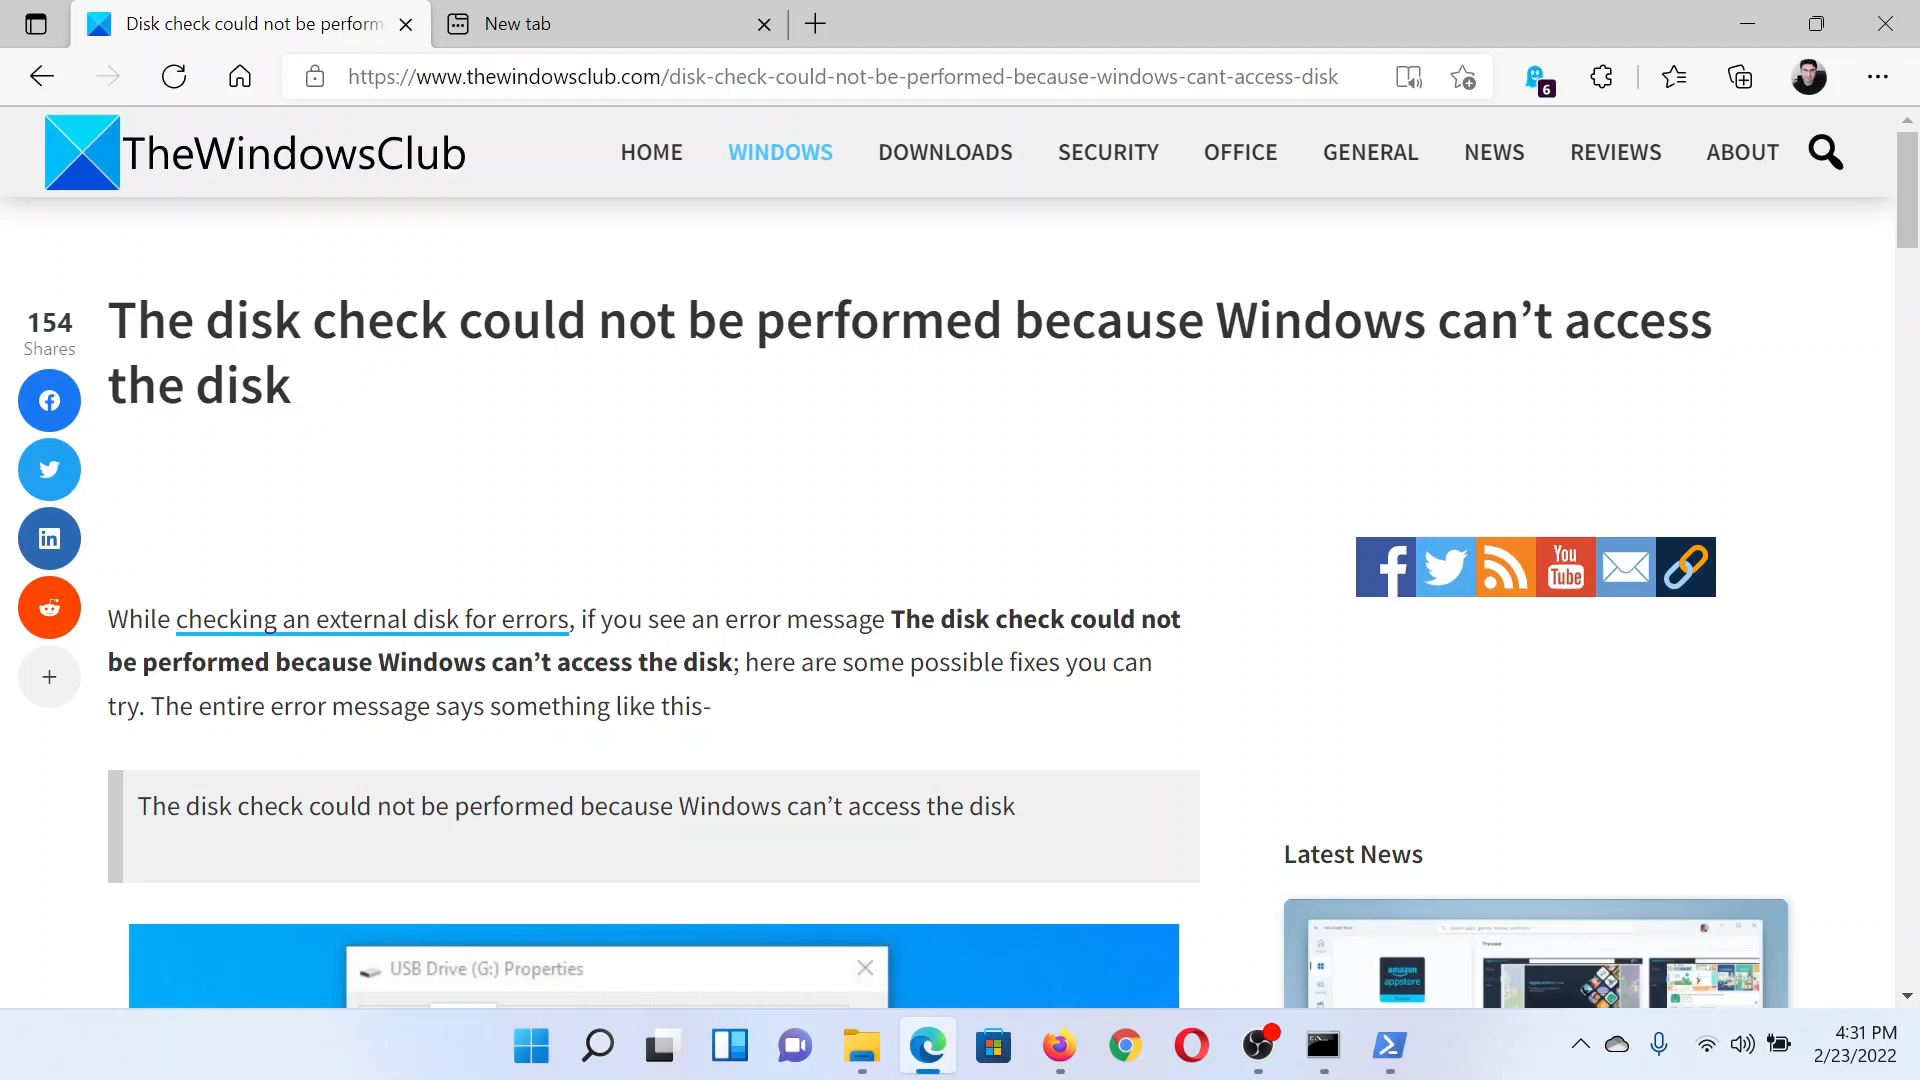 Disk check could not be perform
New tab
https://www.thewindowsclub.com/disk-check-could-not-be-performed-because-windows-cant-access-disk
6
TheWindowsClub
HOME WINDOWS DOWNLOADS SECURITY OFFICE GENERAL NEWS REVIEWS ABOUT
The disk check could not be performed because Windows can’t access
the disk
154
Shares
You
Tube
While checking an external disk for errors, if you see an error message The disk check could not
be performed because Windows can’t access the disk; here are some possible fixes you can
try. The entire error message says something like this-
The disk check could not be performed because Windows can’t access the disk
USB Drive (G:) Properties
Latest News
Preview
amazon
appstore
4:31 PM
2/23/2022